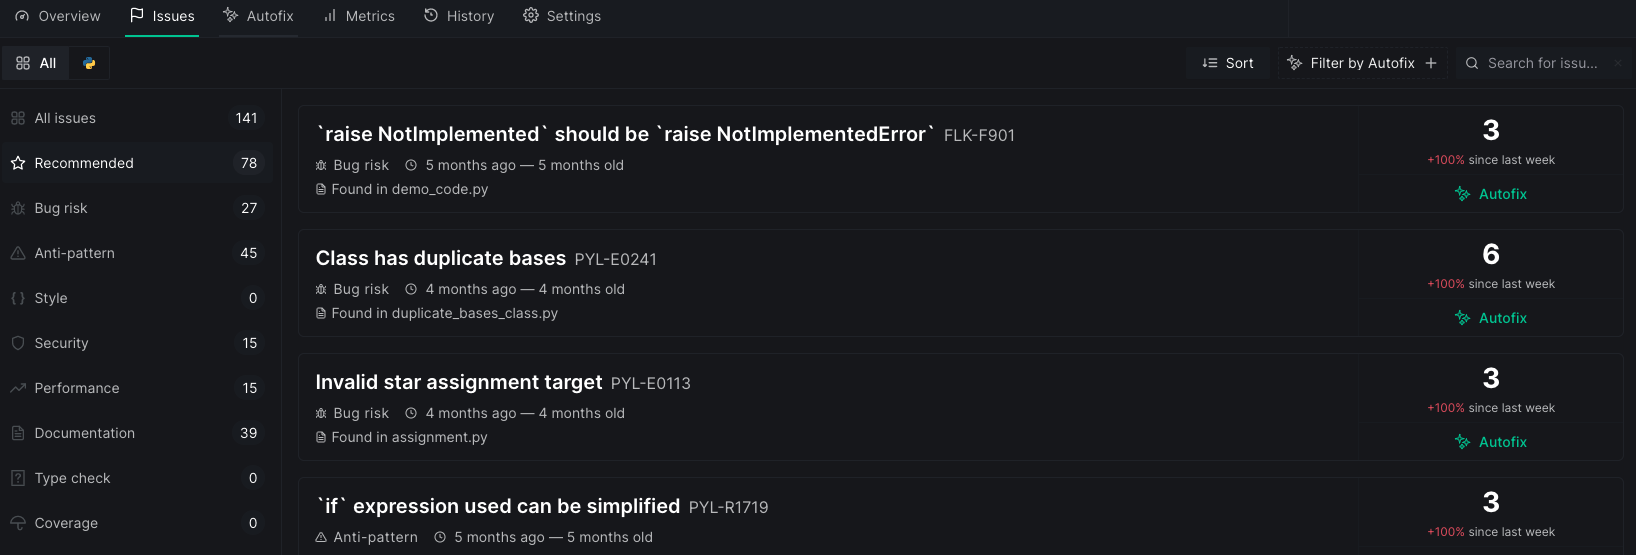 Overview Issues Autofix Metrics History Settings
All Sort Filter by Autofix + Search for issu...
All issues 141
Recommended 78
Bug risk 27
Anti-pattern 45
Style 0
Security 15
Performance 15
Documentation 39
Type check 0
Coverage 0
`raise NotImplemented` should be `raise NotImplementedError` FLK-F901
Bug risk 5 months ago — 5 months old
Found in demo_code.py
3
+100% since last week
Autofix
Class has duplicate bases PYL-E0241
Bug risk 4 months ago — 4 months old
Found in duplicate_bases_class.py
6
+100% since last week
Autofix
Invalid star assignment target PYL-E0113
Bug risk 4 months ago — 4 months old
Found in assignment.py
3
+100% since last week
Autofix
`if` expression used can be simplified PYL-R1719
Anti-pattern 5 months ago — 5 months old
3
+100% since last week